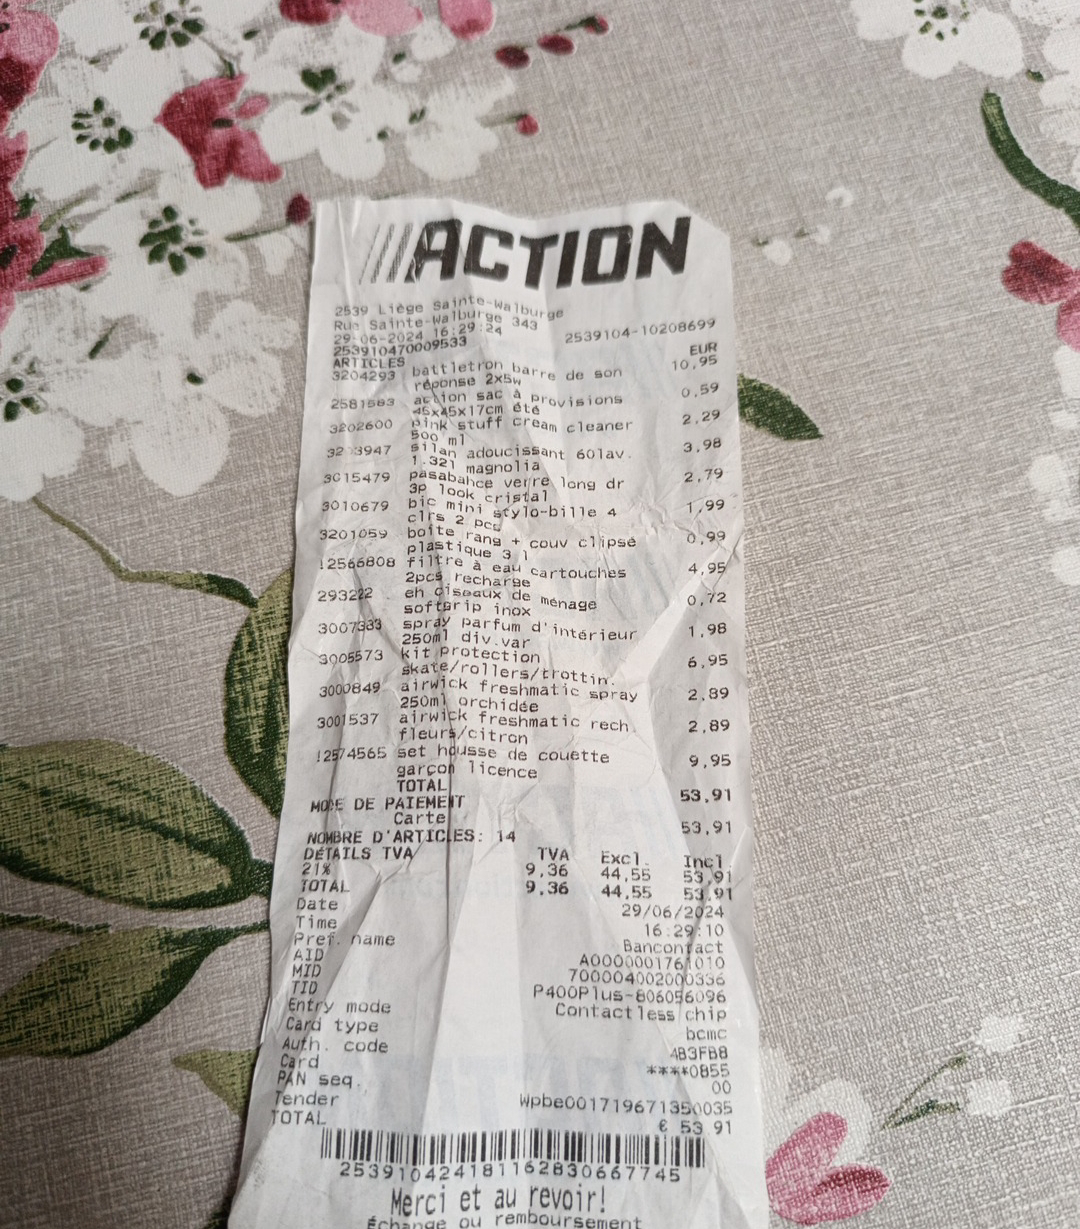 ACTION
2539 Liège Sainte-Walburge
Rue Sainte-Walburge 343
29-06-2024 16:29:24 2539104-10208699
253910470009533
ARTICLES EUR
3204293 battletron barre de son 10,95
réponse 2x5w
2581583 action sac à provisions 0,59
45x45x17cm été
3202600 pink stuff cream cleaner 2,29
500 ml
silan adoucissant 60lav. 3,98
1.32l magnolia
3015479 pasabahce verre long dr 2,79
3p look cristal
3010679 bic mini stylo-bille 4 1,99
clrs 2 pcs
3201059 boîte rang + couv clipsé 0,99
plastique 3 l
12566808 filtre à eau cartouches 4,95
2pcs recharge
293222 eh ciseaux de ménage 0,72
softgrip inox
3007383 spray parfum d'intérieur 1,98
250ml div.var
3005573 kit protection 6,95
skate/rollers/trottin.
3000849 airwick freshmatic spray 2,89
250ml orchidée
3001537 airwick freshmatic rech. 2,89
fleurs/citron
12574565 set housse de couette 9,95
garçon licence
TOTAL 53,91
MODE DE PAIEMENT
Carte 53,91
NOMBRE D'ARTICLES: 14
DÉTAILS TVA TVA Excl. Incl.
21% 9,36 44,55 53,91
TOTAL 9,36 44,55 53,91
Date 29/06/2024
Time 16:29:10
Pref. name Bancontact
AID A0000001761010
MID 700004002000336
TID P400Plus-806056096
Entry mode Contactless chip
Card type bcmc
Auth. code 4B3FB8
Card ****0855
PAN seq. 00
Tender Wpbe001719671350035
TOTAL € 53,91
253910424181162830667745
Merci et au revoir!
Échange ou remboursement